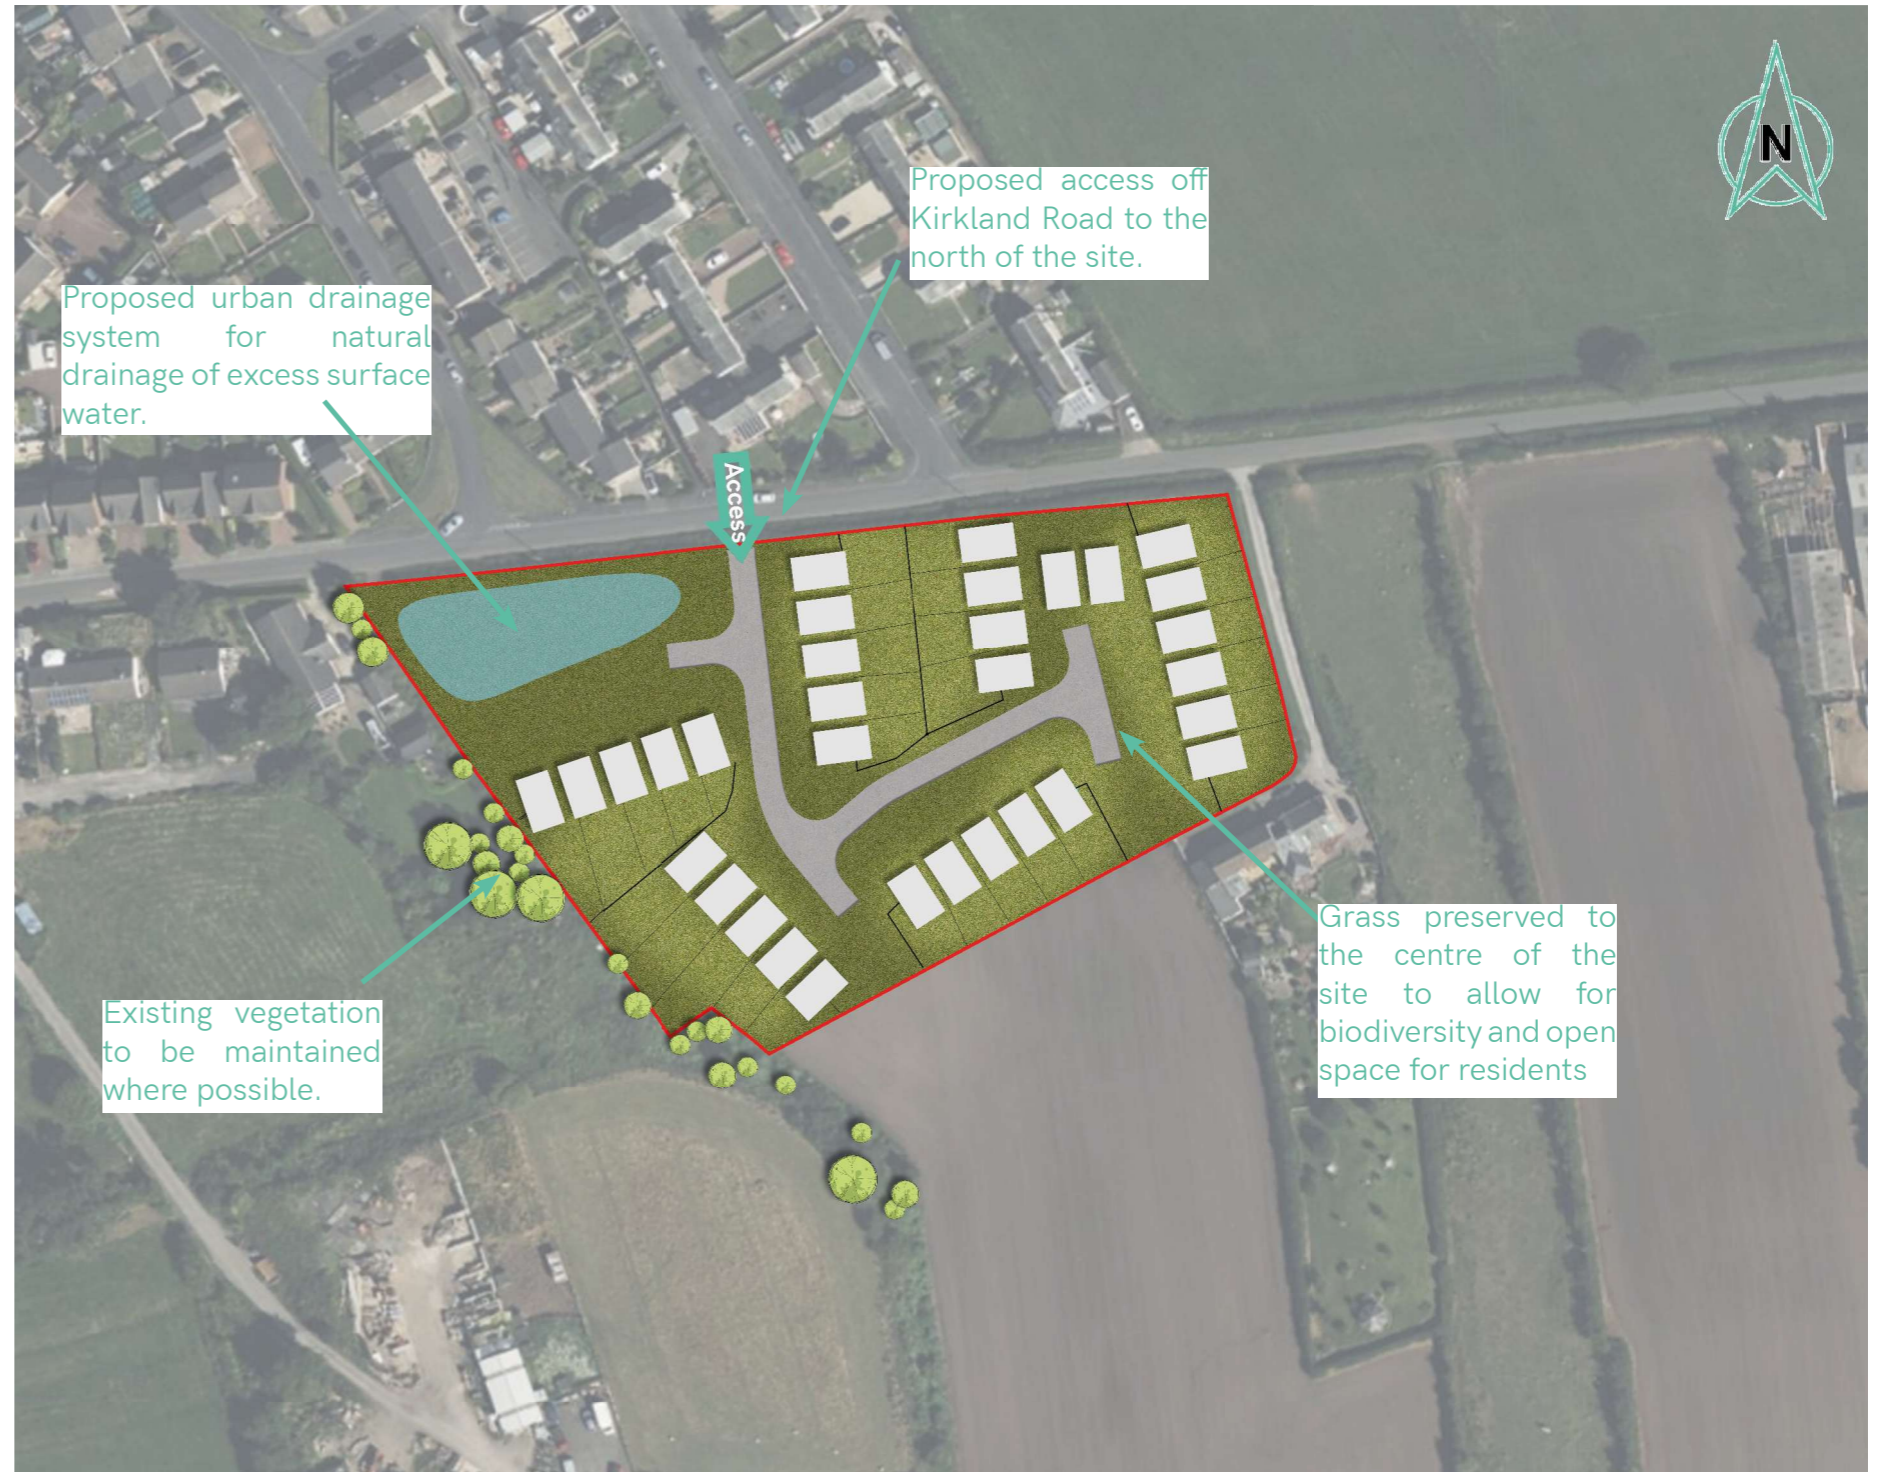 N
Proposed access off
Kirkland Road to the
north of the site.
Proposed urban drainage
system for natural
drainage of excess surface
water.
Access
Grass preserved to
the centre of the
site to allow for
biodiversity and open
space for residents
Existing vegetation
to be maintained
where possible.